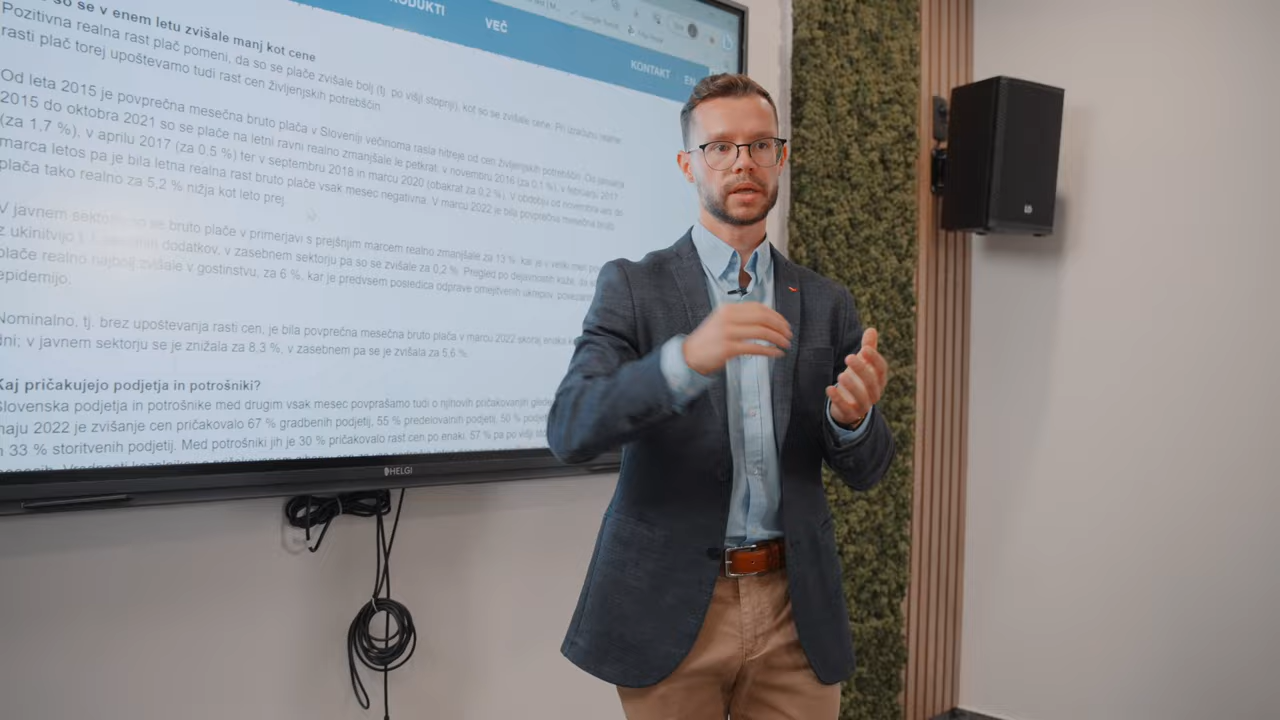 PRODUKTI
VEČ
KONTAKT
EN
so se v enem letu zvišale manj kot cene
Pozitivna realna rast plač pomeni, da so se plače zvišale bolj (tj. po višji stopnji), kot so se zvišale cene. Pri izračunu realne
rasti plač torej upoštevamo tudi rast cen življenjskih potrebščin.
Od leta 2015 je povprečna mesečna bruto plača v Sloveniji večinoma rasla hitreje od cen življenjskih potrebščin. Od januarja
2015 do oktobra 2021 so se plače na letni ravni realno zmanjšale le petkrat: v novembru 2016 (za 0,1 %), v februarju 2017
(za 1,7 %), v aprilu 2017 (za 0,5 %) ter v septembru 2018 in marcu 2020 (obakrat za 0,2 %). V obdobju od novembra lani do
marca letos pa je bila letna realna rast bruto plače vsak mesec negativna. V marcu 2022 je bila povprečna mesečna bruto
plača tako realno za 5,2 % nižja kot leto prej.
V javnem sektorju so se bruto plače v primerjavi s prejšnjim marcem realno zmanjšale za 13 %, kar je v veliki meri
z ukinitvijo dodatkov, v zasebnem sektorju pa so se zvišale za 0,2 %. Pregled po dejavnostih kaže, da so
plače realno najbolj zvišale v gostinstvu, za 6 %, kar je predvsem posledica odprave omejitvenih ukrepov,
epidemijo.
Nominalno, tj. brez upoštevanja rasti cen, je bila povprečna mesečna bruto plača v marcu 2022 skoraj enaka
v javnem sektorju se je znižala za 8,3 %, v zasebnem pa se je zvišala za 5,6 %.
Kaj pričakujejo podjetja in potrošniki?
Slovenska podjetja in potrošnike med drugim vsak mesec povprašamo tudi o njihovih pričakovanjih glede
maju 2022 je zvišanje cen pričakovalo 67 % gradbenih podjetij, 55 % predelovalnih podjetij, 50 %
33 % storitvenih podjetij. Med potrošniki jih je 30 % pričakovalo rast cen po enaki, 57 % pa po višji
HELGI